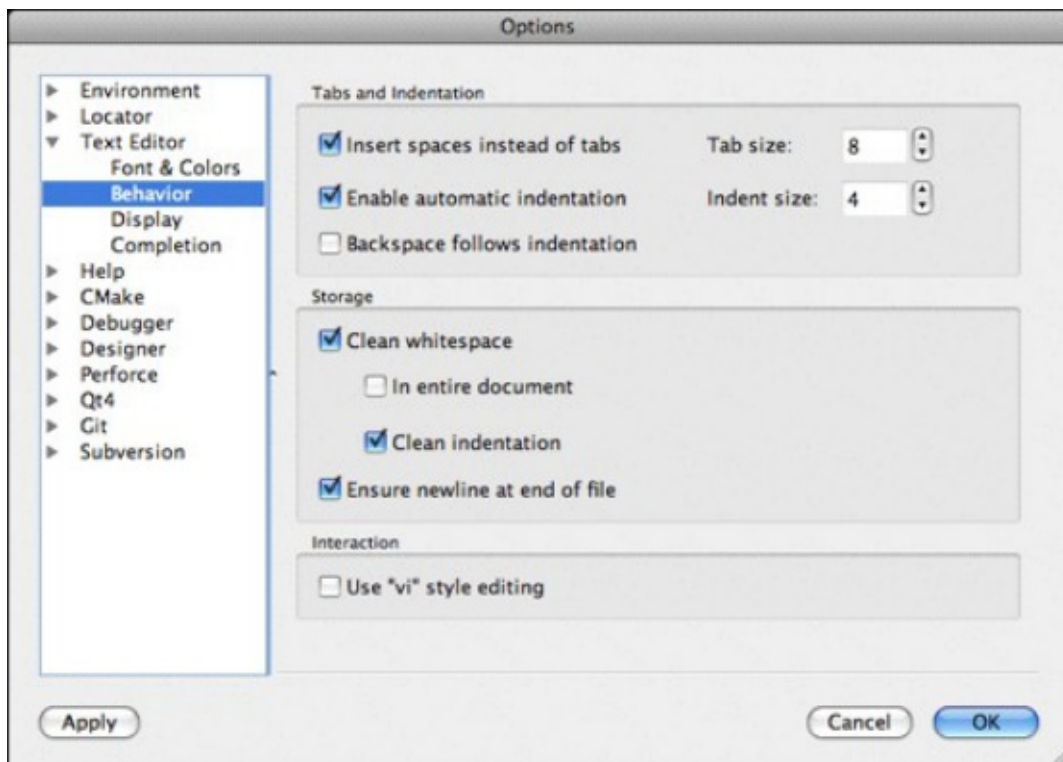 Options
Environment
Locator
Text Editor
Font & Colors
Behavior
Display
Completion
Help
CMake
Debugger
Designer
Perforce
Qt4
Git
Subversion
Tabs and Indentation
Insert spaces instead of tabs Tab size: 8
Enable automatic indentation Indent size: 4
Backspace follows indentation
Storage
Clean whitespace
In entire document
Clean indentation
Ensure newline at end of file
Interaction
Use "vi" style editing
Apply Cancel OK